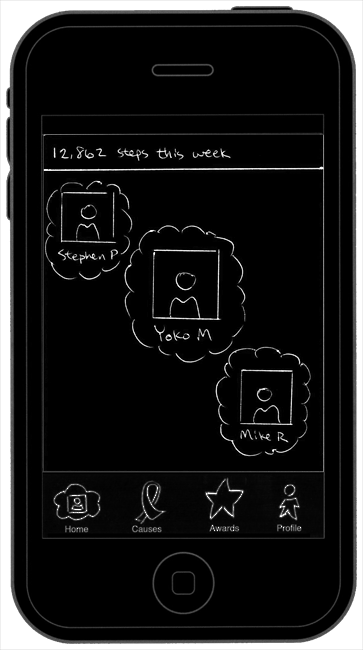 12,862 steps this week
Stephen P
Yoko M
Mike R
Home Causes Awards Profile